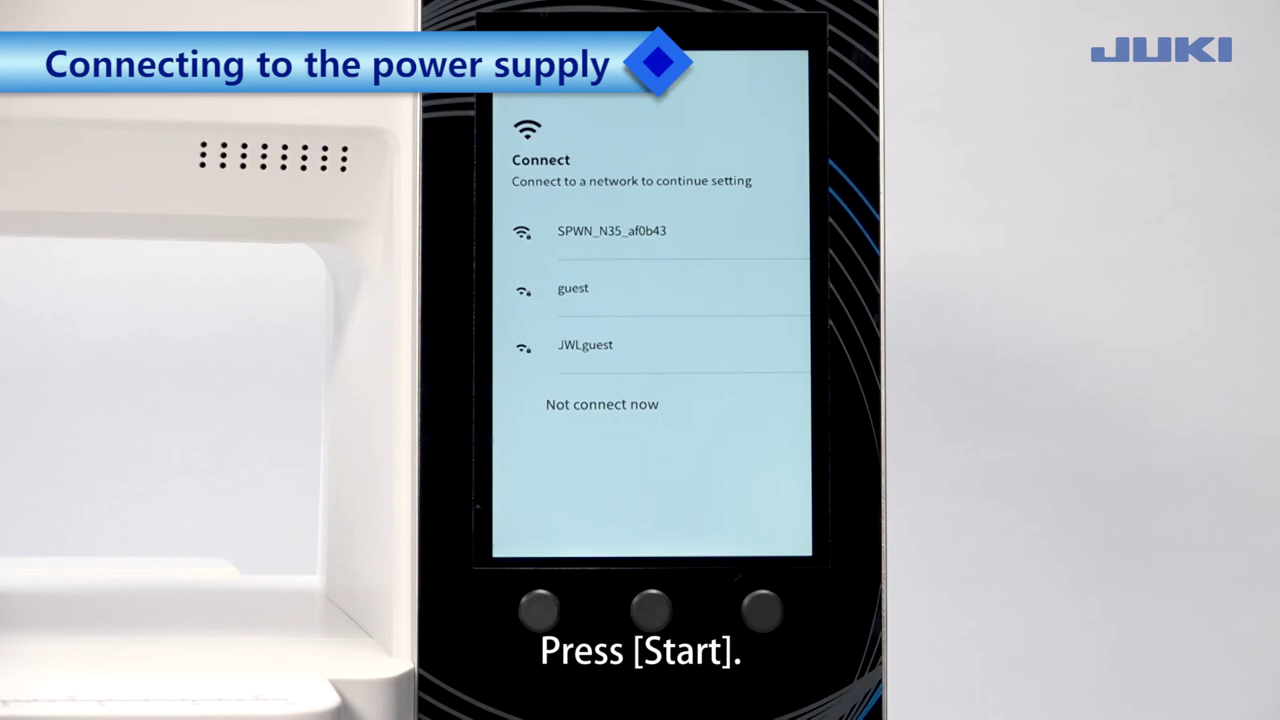 Connecting to the power supply
JUKI
Connect
Connect to a network to continue setting
SPWN_N35_af0b43
guest
JWLguest
Not connect now
Press [Start].